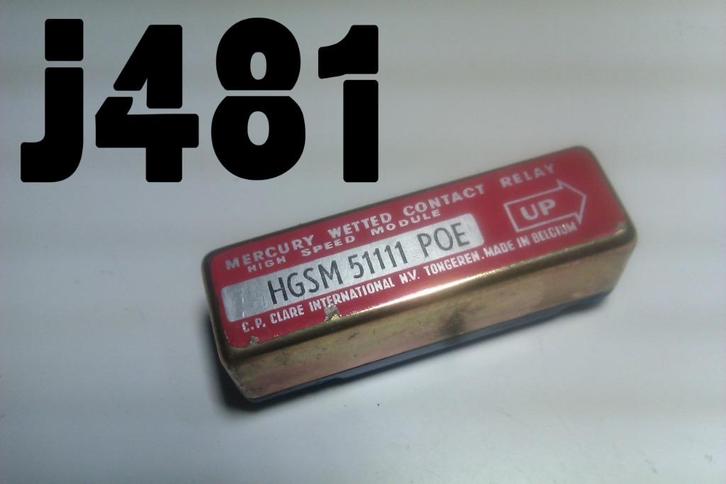 j481
MERCURY WETTED CONTACT RELAY
HIGH SPEED MODULE
UP
HGSM 51111 POE
C.P. CLARE INTERNATIONAL N.V. TONGEREN. MADE IN BELGIUM